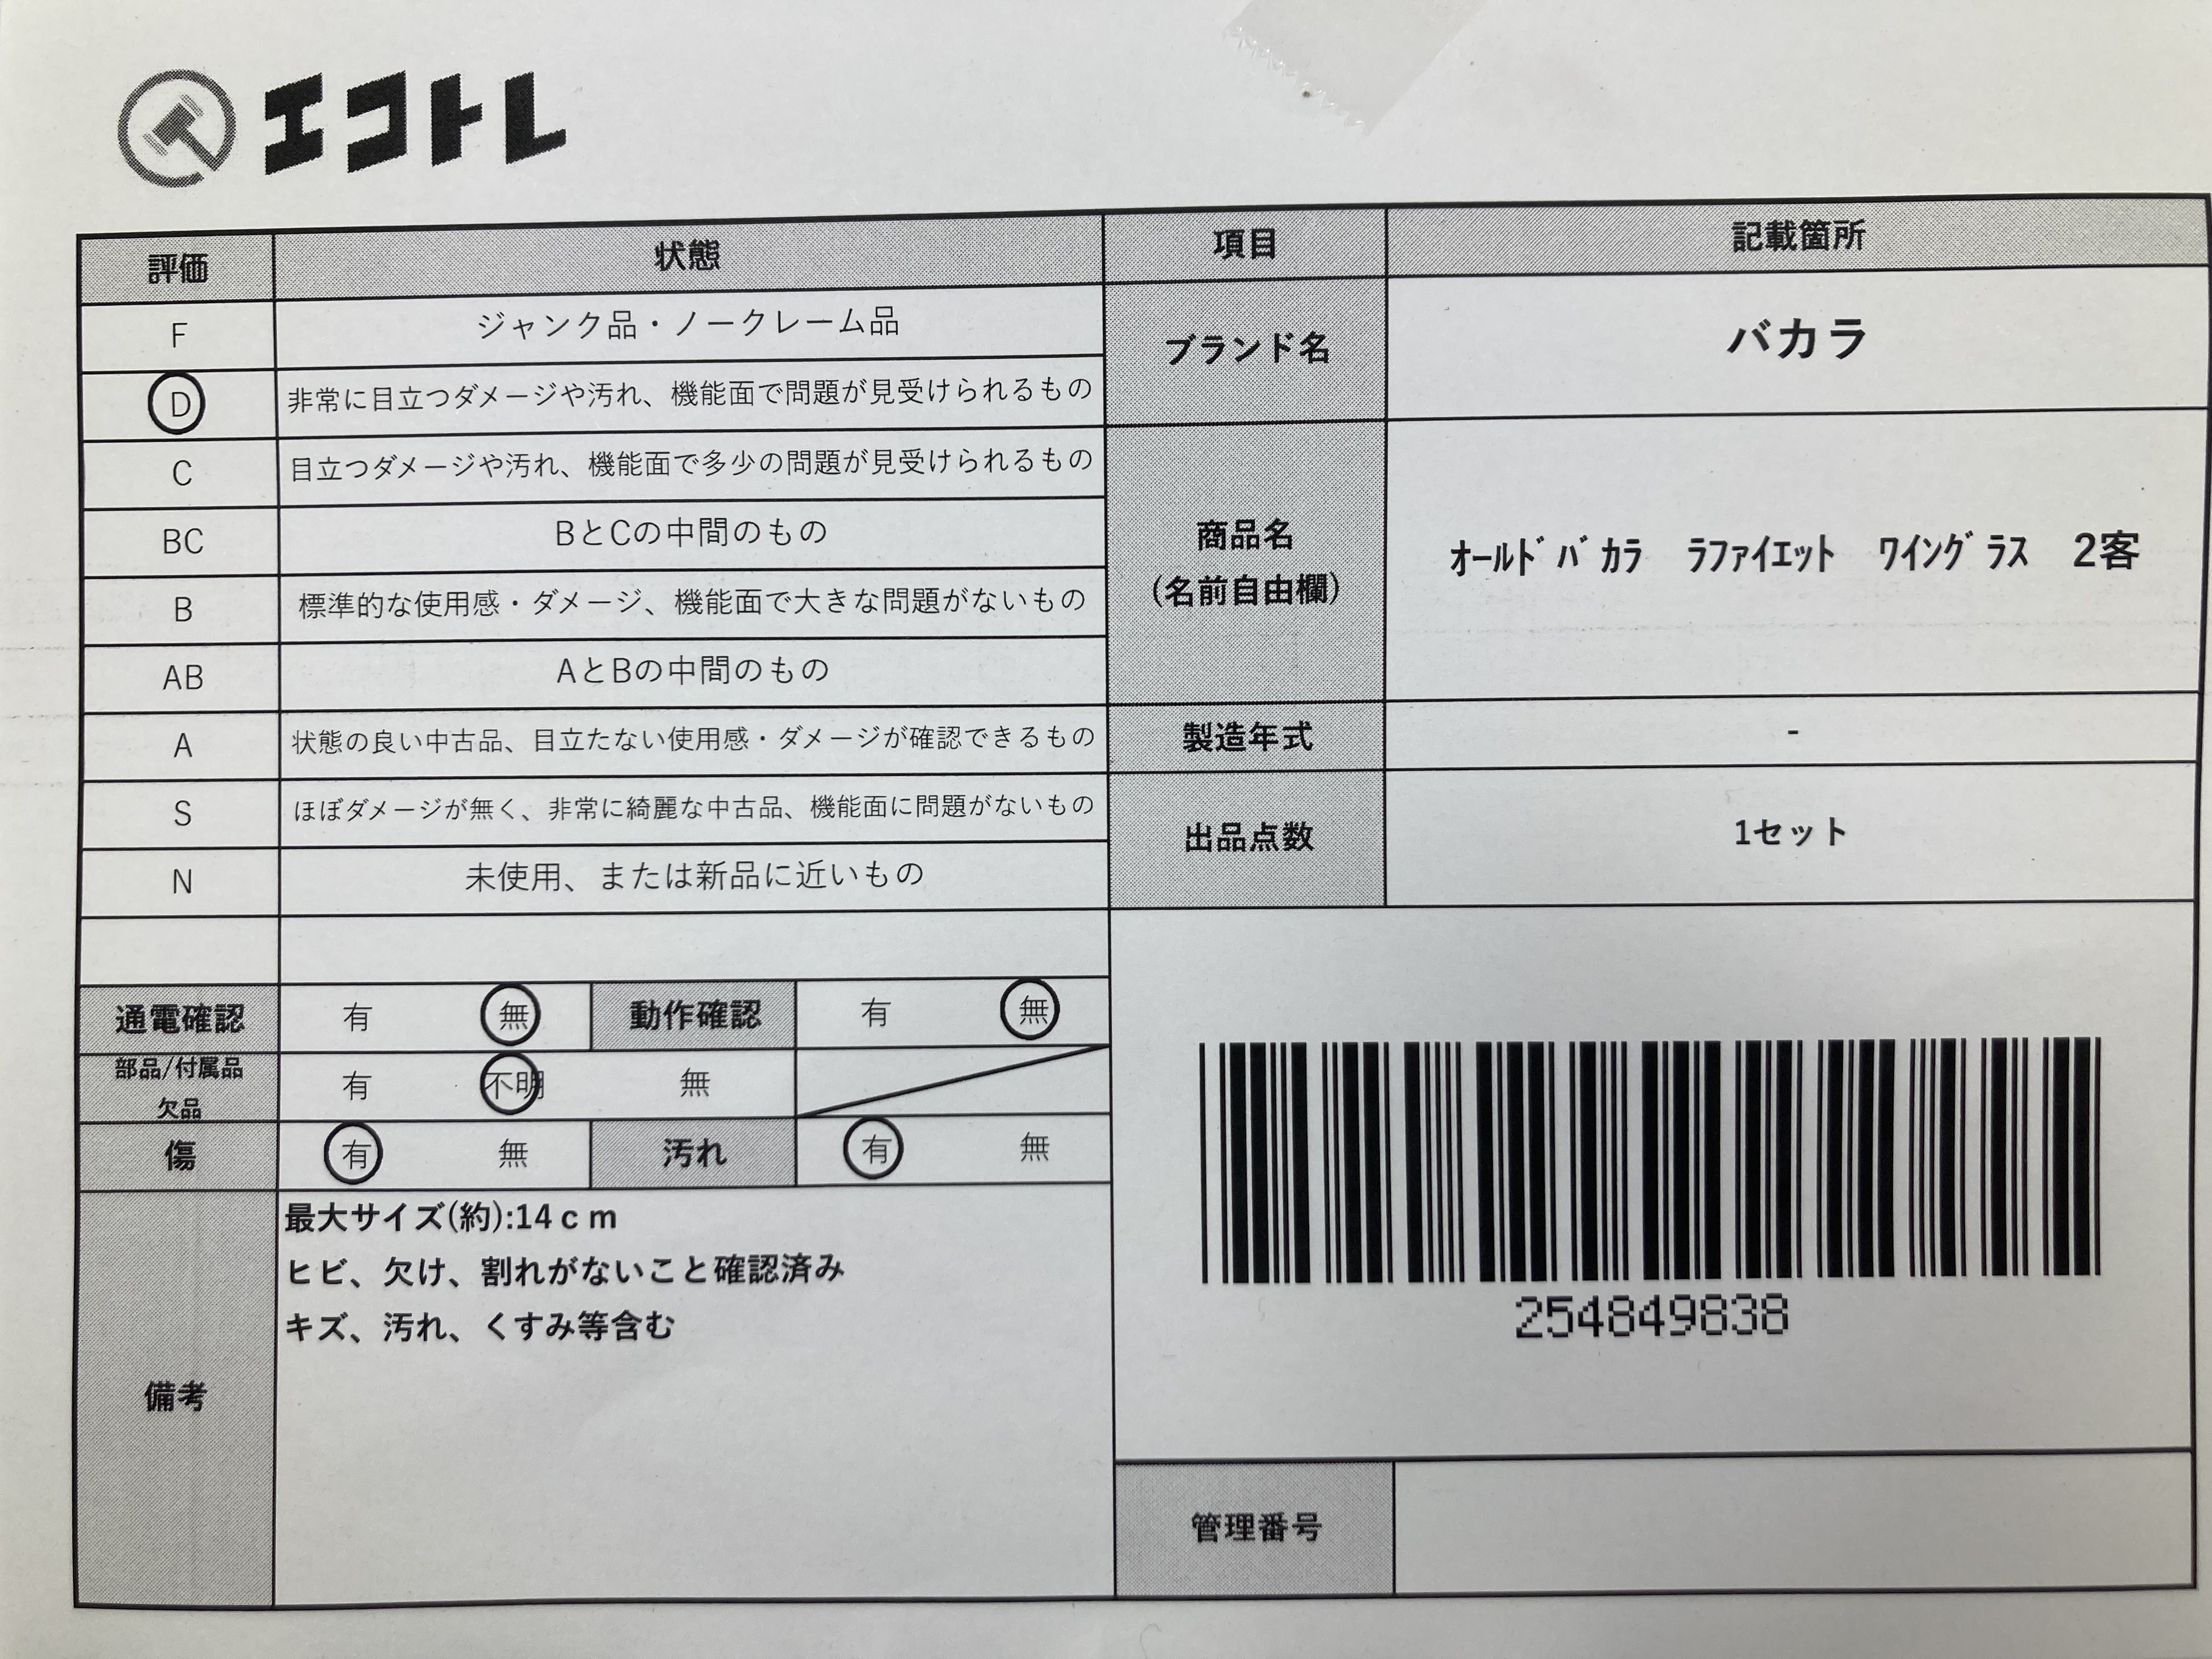 エコトレ
評価 状態 項目 記載箇所
F ジャンク品・ノークレーム品
D 非常に目立つダメージや汚れ、機能面で問題が見受けられるもの
C 目立つダメージや汚れ、機能面で多少の問題が見受けられるもの
BC BとCの中間のもの
B 標準的な使用感・ダメージ、機能面で大きな問題がないもの
AB AとBの中間のもの
A 状態の良い中古品、目立たない使用感・ダメージが確認できるもの
S ほぼダメージが無く、非常に綺麗な中古品、機能面に問題がないもの
N 未使用、または新品に近いもの
ブランド名 バカラ
商品名
(名前自由欄)
ｵｰﾙﾄﾞﾊﾞｶﾗ ﾗﾌｧｲｴｯﾄ ﾜｲﾝｸﾞﾗｽ 2客
製造年式 -
出品点数 1セット
通電確認 有 無 動作確認 有 無
部品/付属品
欠品
有 不明 無
傷 有 無 汚れ 有 無
備考
最大サイズ(約):14ｃｍ
ヒビ、欠け、割れがないこと確認済み
キズ、汚れ、くすみ等含む
254849838
管理番号